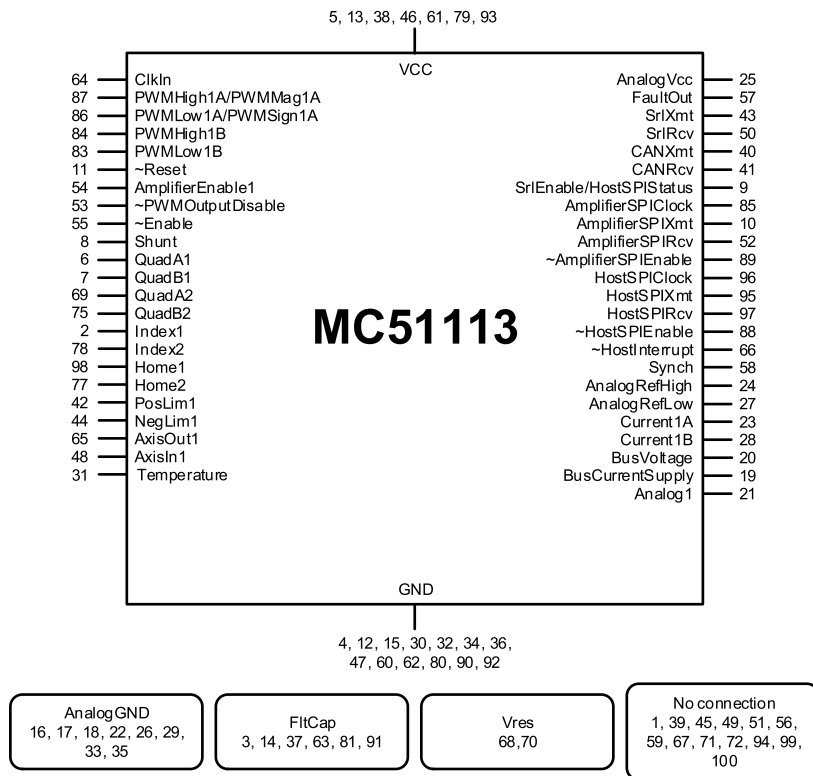 5, 13, 38, 46, 61, 79, 93
VCC
64 ClkIn
87 PWMHigh1A/PWMMag1A
86 PWMLow1A/PWMSign1A
84 PWMHigh1B
83 PWMLow1B
11 ~Reset
54 AmplifierEnable1
53 ~PWMOutputDisable
55 ~Enable
8 Shunt
6 QuadA1
7 QuadB1
69 QuadA2
75 QuadB2
2 Index1
78 Index2
98 Home1
77 Home2
42 PosLim1
44 NegLim1
65 AxisOut1
48 AxisIn1
31 Temperature
MC51113
AnalogVcc 25
FaultOut 57
SrlXmt 43
SrlRcv 50
CANXmt 40
CANRcv 41
SrlEnable/HostSPIStatus 9
AmplifierSPIClock 85
AmplifierSPIXmt 10
AmplifierSPIRcv 52
~AmplifierSPIEnable 89
HostSPIClock 96
HostSPIXmt 95
HostSPIRcv 97
~HostSPIEnable 88
~HostInterrupt 66
Synch 58
AnalogRefHigh 24
AnalogRefLow 27
Current1A 23
Current1B 28
BusVoltage 20
BusCurrentSupply 19
Analog1 21
GND
4, 12, 15, 30, 32, 34, 36,
47, 60, 62, 80, 90, 92
AnalogGND
16, 17, 18, 22, 26, 29,
33, 35
FltCap
3, 14, 37, 63, 81, 91
Vres
68,70
No connection
1, 39, 45, 49, 51, 56,
59, 67, 71, 72, 94, 99,
100